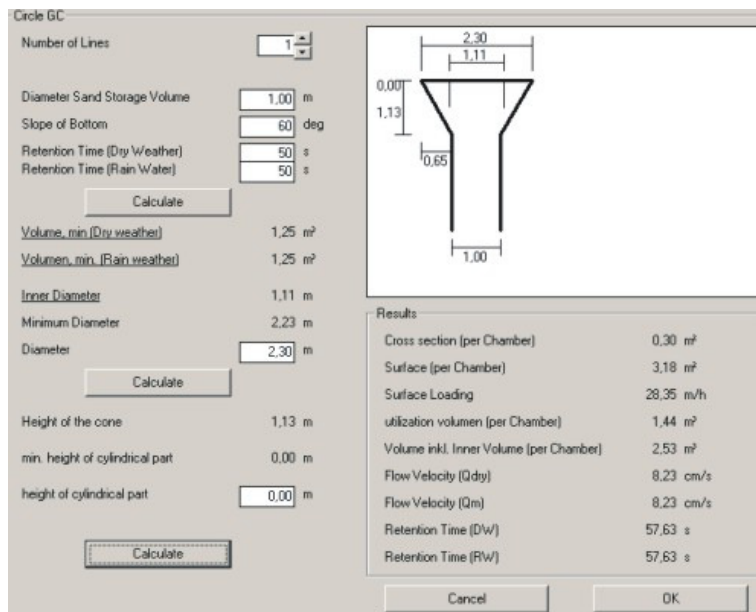 Circle GC
Number of Lines 1
Diameter Sand Storage Volume 1,00 m
Slope of Bottom 60 deg
Retention Time (Dry Weather) 50 s
Retention Time (Rain Water) 50 s
Calculate
Volume, min (Dry weather) 1,25 m³
Volumen, min. (Rain weather) 1,25 m³
Inner Diameter 1,11 m
Minimum Diameter 2,23 m
Diameter 2,30 m
Calculate
Height of the cone 1,13 m
min. height of cylindrical part 0,00 m
height of cylindrical part 0,00 m
Calculate
2,30
1,11
0,00
1,13
0,65
1,00
Results
Cross section (per Chamber) 0,30 m²
Surface (per Chamber) 3,18 m²
Surface Loading 28,35 m/h
utilization volumen (per Chamber) 1,44 m³
Volume inkl. Inner Volume (per Chamber) 2,53 m³
Flow Velocity (Qdry) 8,23 cm/s
Flow Velocity (Qm) 8,23 cm/s
Retention Time (DW) 57,63 s
Retention Time (RW) 57,63 s
Cancel
OK